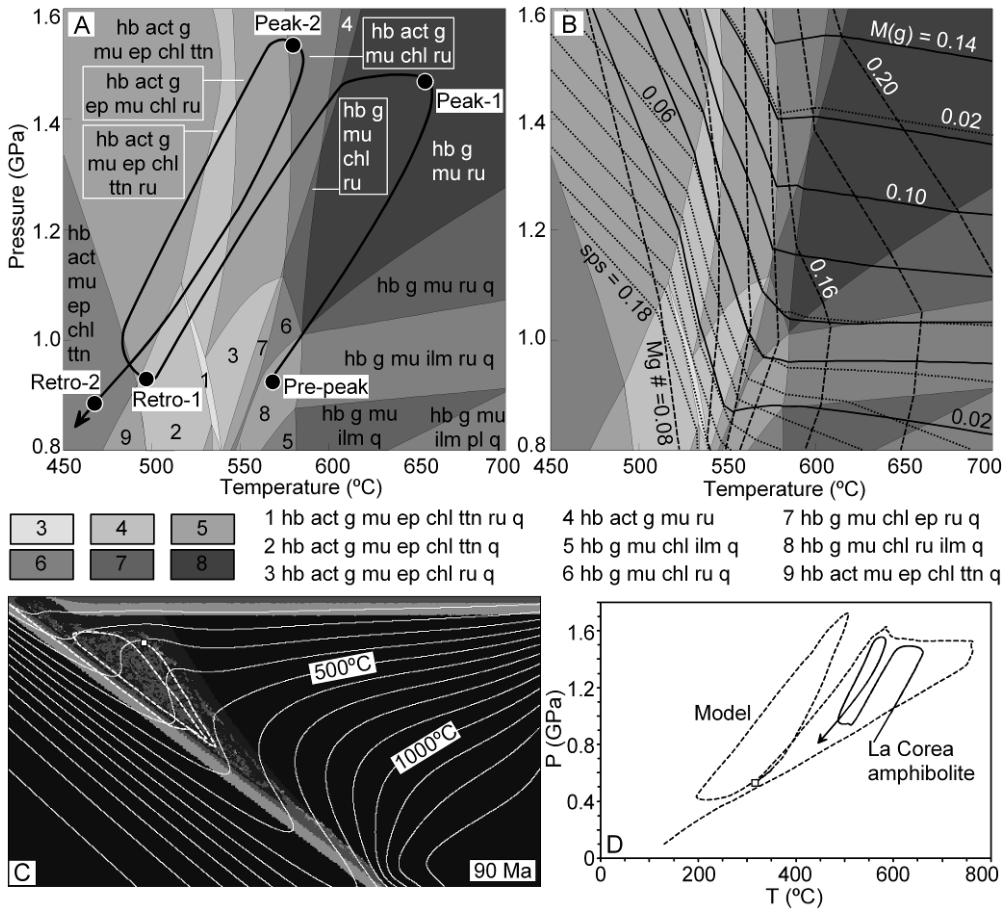 A
Peak-2
4
hb act g
mu chl ru
hb act g
mu ep chl ttn
hb act g
ep mu chl ru
Peak-1
hb g
mu
chl
ru
hb act g
mu ep chl
ttn ru
hb g
mu ru
hb
act
mu
ep
chl
ttn
hb g mu ru q
6
3
7
1
hb g mu ilm ru q
Retro-2
Retro-1
Pre-peak
9
2
8
5
hb g mu
ilm q
hb g mu
ilm pl q
1.6
1.4
1.2
1.0
0.8
Pressure (GPa)
450
500
550
600
650
700
Temperature (ºC)
B
M(g) = 0.14
0.20
0.06
0.02
0.10
sps = 0.18
0.16
Mg # =0.08
0.02
1.6
1.4
1.2
1.0
0.8
450
500
550
600
650
700
Temperature (ºC)
3
4
5
6
7
8
1 hb act g mu ep chl ttn ru q
2 hb act g mu ep chl ttn q
3 hb act g mu ep chl ru q
4 hb act g mu ru
5 hb g mu chl ilm q
6 hb g mu chl ru q
7 hb g mu chl ep ru q
8 hb g mu chl ru ilm q
9 hb act mu ep chl ttn q
500ºC
1000ºC
C
90 Ma
1.6
1.2
0.8
0.4
0
P (GPa)
Model
La Corea
amphibolite
D
0
200
400
600
800
T (ºC)